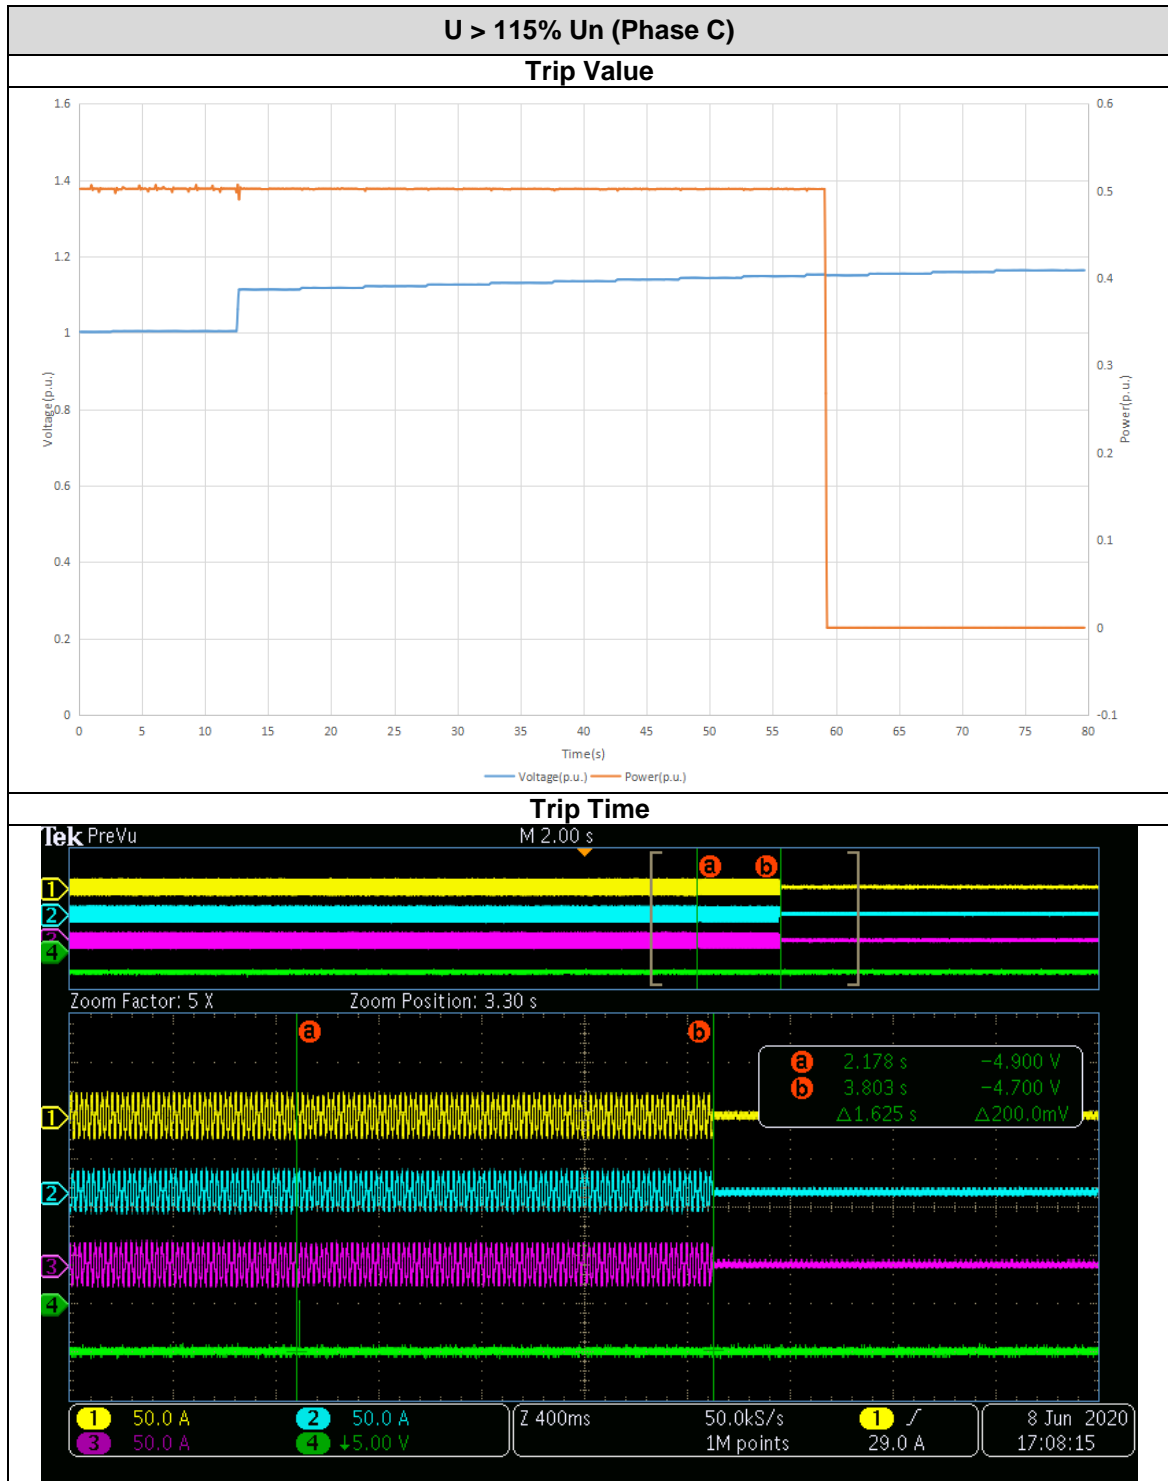 U > 115% Un (Phase C)
Trip Value
1.6
1.4
1.2
1
0.8
0.6
0.4
0.2
0
Voltage(p.u.)
0.6
0.5
0.4
0.3
0.2
0.1
0
-0.1
Power(p.u.)
0 5 10 15 20 25 30 35 40 45 50 55 60 65 70 75 80
Time(s)
Voltage(p.u.) Power(p.u.)
Trip Time
Tek PreVu M 2.00 s
a b
1
2
3
4
Zoom Factor: 5 X Zoom Position: 3.30 s
a b
a 2.178 s -4.900 V
b 3.803 s -4.700 V
Δ1.625 s Δ200.0mV
1
2
3
4
1 50.0 A 2 50.0 A Z 400ms 50.0kS/s 1 8 Jun 2020
3 50.0 A 4 5.00 V 1M points 29.0 A 17:08:15